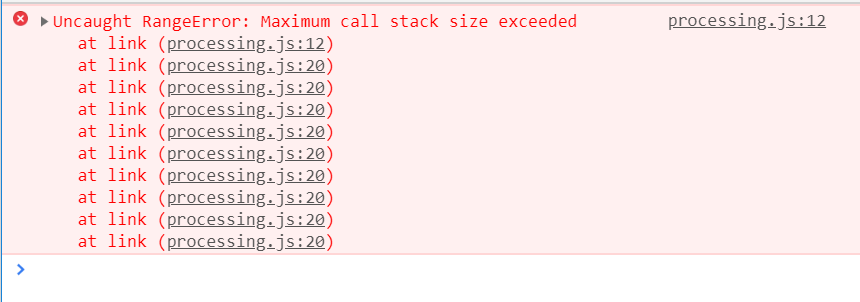 Uncaught RangeError: Maximum call stack size exceeded processing.js:12
at link (processing.js:12)
at link (processing.js:20)
at link (processing.js:20)
at link (processing.js:20)
at link (processing.js:20)
at link (processing.js:20)
at link (processing.js:20)
at link (processing.js:20)
at link (processing.js:20)
at link (processing.js:20)